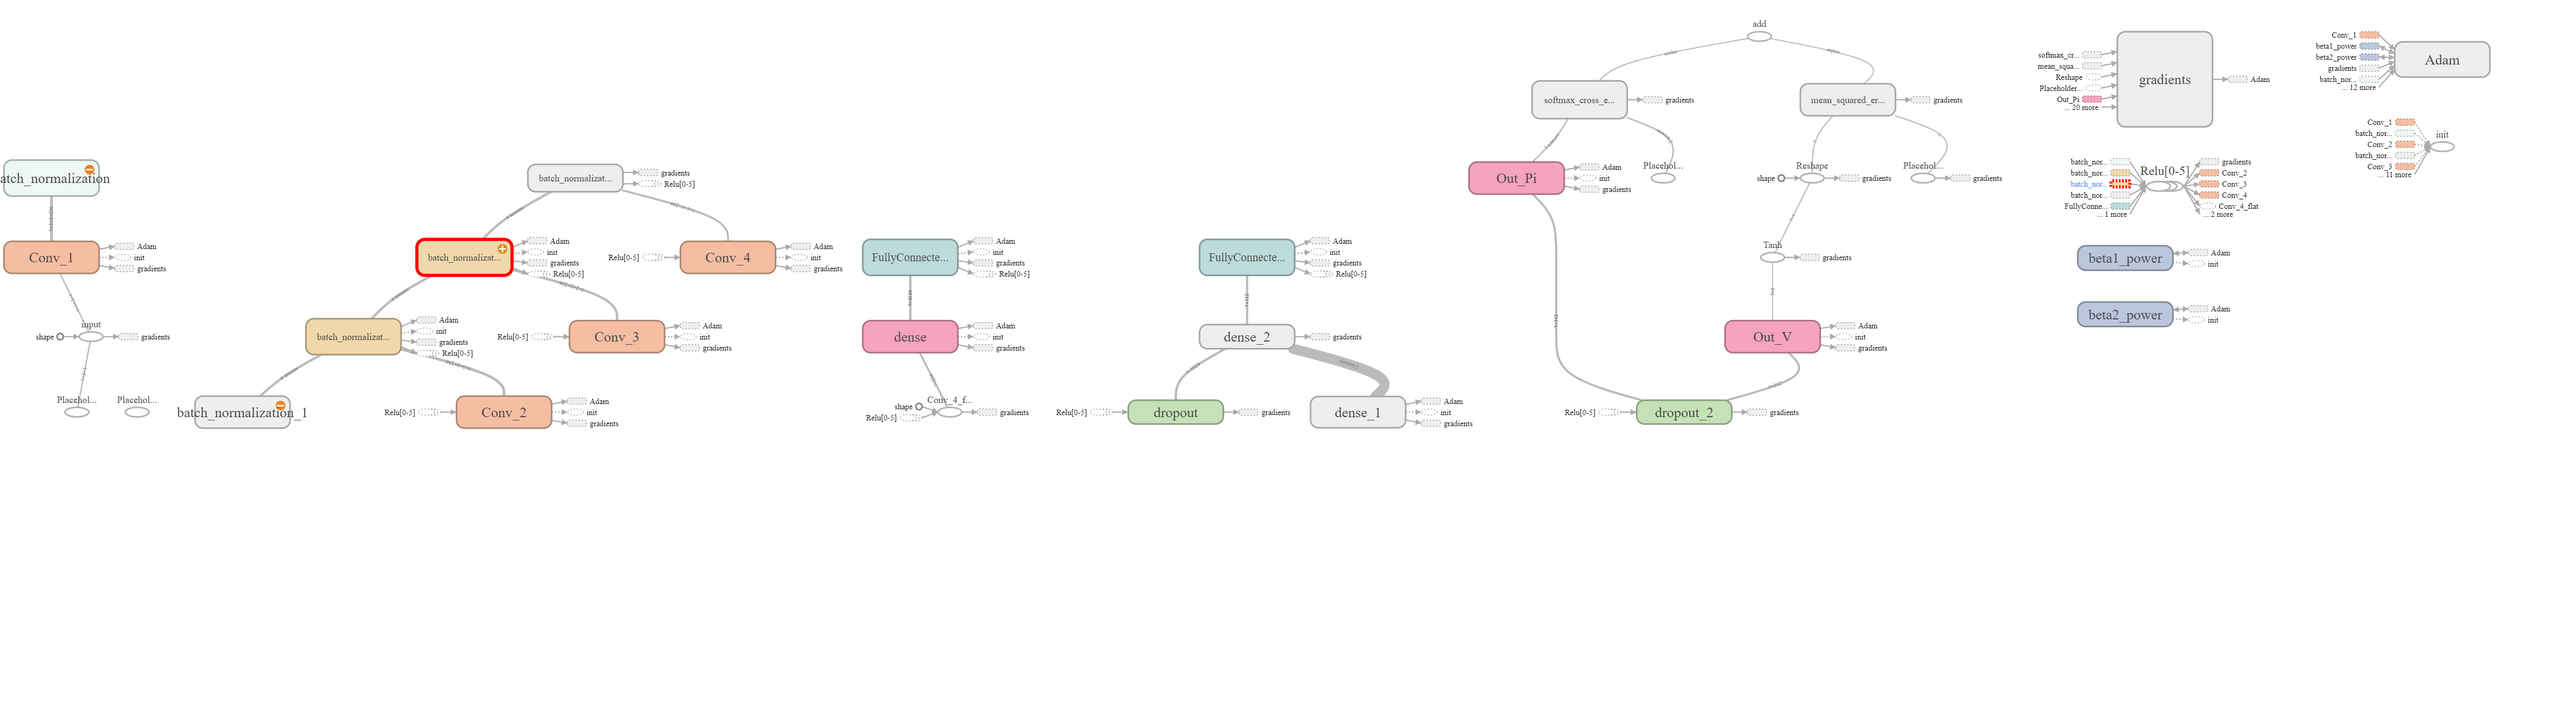 batch_normalization
Conv_1
Adam
init
gradients
input
shape
gradients
Placehol...
Placehol...
batch_normalizat...
gradients
Relu[0-5]
batch_normalizat...
Adam
init
gradients
Relu[0-5]
Relu[0-5]
Conv_4
Adam
init
gradients
batch_normalizat...
Adam
init
gradients
Relu[0-5]
Relu[0-5]
Conv_3
Adam
init
gradients
batch_normalization_1
Relu[0-5]
Conv_2
Adam
init
gradients
FullyConnecte...
Adam
init
gradients
Relu[0-5]
dense
Adam
init
gradients
Conv_4_f...
shape
Relu[0-5]
gradients
FullyConnecte...
Adam
init
gradients
Relu[0-5]
dense_2
gradients
Relu[0-5]
dropout
gradients
dense_1
Adam
init
gradients
add
softmax_cross_e...
gradients
mean_squared_er...
gradients
Out_Pi
Adam
init
gradients
Placehol...
Reshape
shape
gradients
Placehol...
gradients
Tanh
gradients
Out_V
Adam
init
gradients
Relu[0-5]
dropout_2
gradients
softmax_cr...
mean_squa...
Reshape
Placeholder...
Out_Pi
... 20 more
gradients
Adam
Conv_1
beta1_power
beta2_power
gradients
batch_nor...
... 12 more
Adam
Conv_1
batch_nor...
Conv_2
batch_nor...
Conv_3
... 11 more
init
batch_nor...
batch_nor...
batch_nor...
batch_nor...
FullyConne...
... 1 more
Relu[0-5]
gradients
Conv_2
Conv_3
Conv_4
Conv_4_flat
... 2 more
beta1_power
Adam
init
beta2_power
Adam
init